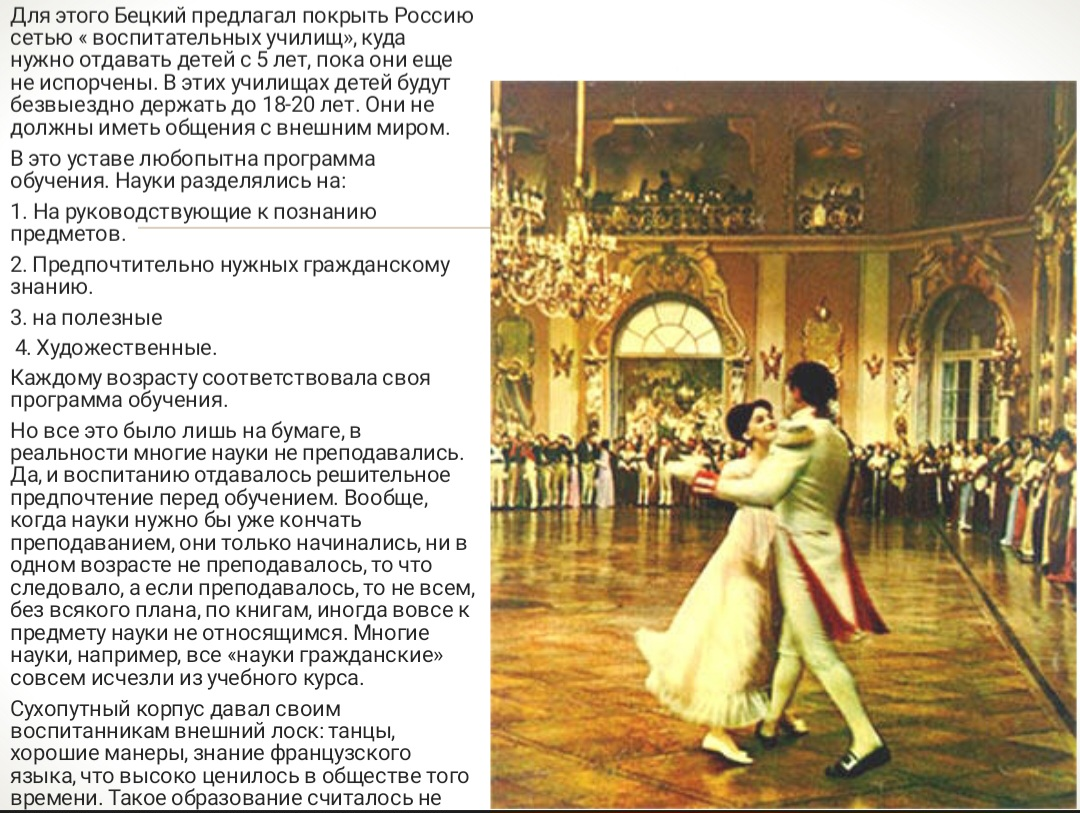 Для этого Бецкий предлагал покрыть Россию
сетью « воспитательных училищ», куда
нужно отдавать детей с 5 лет, пока они еще
не испорчены. В этих училищах детей будут
безвыездно держать до 18-20 лет. Они не
должны иметь общения с внешним миром.
В это уставе любопытна программа
обучения. Науки разделялись на:
1. На руководствующие к познанию
предметов.
2. Предпочтительно нужных гражданскому
знанию.
3. на полезные
4. Художественные.
Каждому возрасту соответствовала своя
программа обучения.
Но все это было лишь на бумаге, в
реальности многие науки не преподавались.
Да, и воспитанию отдавалось решительное
предпочтение перед обучением. Вообще,
когда науки нужно бы уже кончать
преподаванием, они только начинались, ни в
одном возрасте не преподавалось, то что
следовало, а если преподавалось, то не всем,
без всякого плана, по книгам, иногда вовсе к
предмету науки не относящимся. Многие
науки, например, все «науки гражданские»
совсем исчезли из учебного курса.
Сухопутный корпус давал своим
воспитанникам внешний лоск: танцы,
хорошие манеры, знание французского
языка, что высоко ценилось в обществе того
времени. Такое образование считалось не